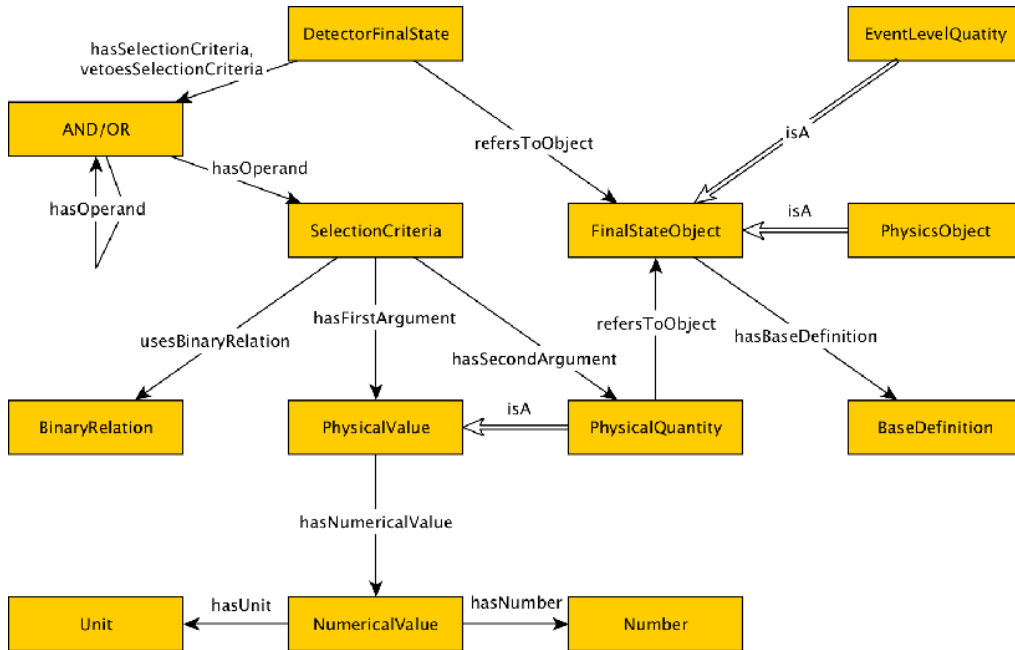 DetectorFinalState
EventLevelQuatity
hasSelectionCriteria,
vetoesSelectionCriteria
AND/OR
isA
refersToObject
hasOperand
hasOperand
SelectionCriteria
FinalStateObject
isA
PhysicsObject
hasFirstArgument
refersToObject
usesBinaryRelation
hasBaseDefinition
hasSecondArgument
BinaryRelation
PhysicalValue
isA
PhysicalQuantity
BaseDefinition
hasNumericalValue
hasUnit
hasNumber
Unit
NumericalValue
Number